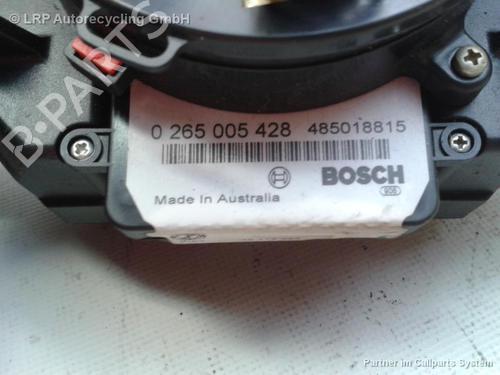 © LRP Autorecycling GmbH
B-PARTS
0 265 005 428 485018815
BOSCH
Made In Australia
Partner im Callparts System